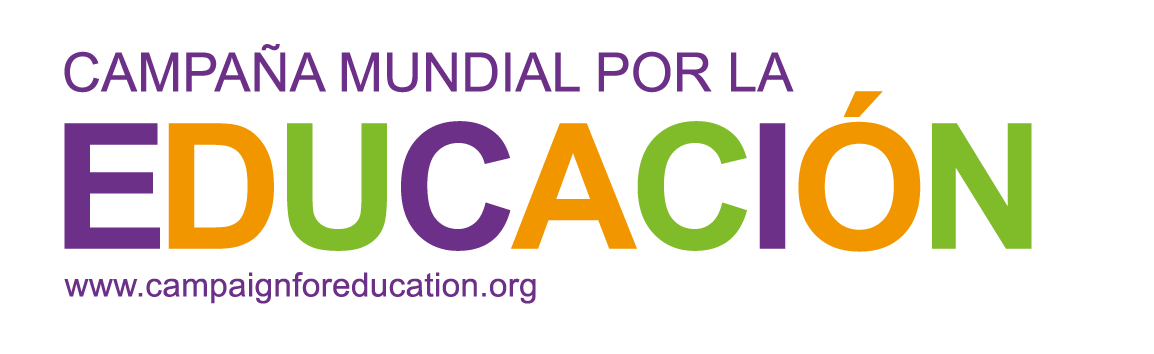 CAMPAÑA MUNDIAL POR LA
EDUCACIÓN
www.campaignforeducation.org